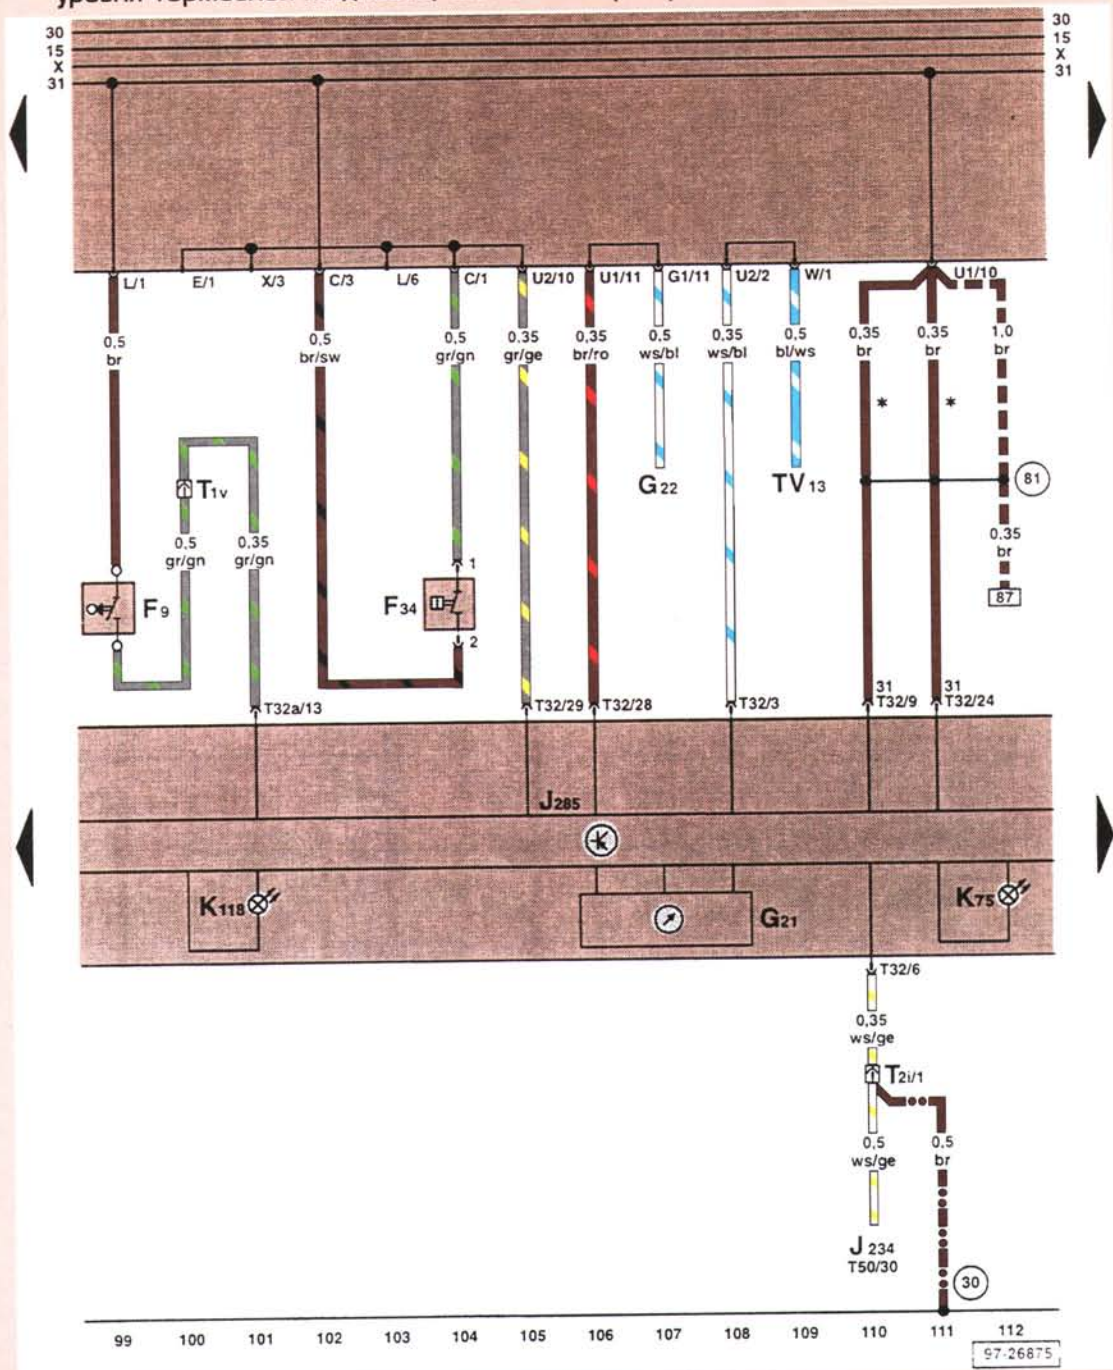 30 30
15 15
X X
31 31
L/1 E/1 X/3 C/3 L/6 C/1 U2/10 U1/11 G1/11 U2/2 W/1 U1/10
0,5 0,5 0,5 0,35 0,35 0,5 0,35 0,5 0,35 0,35 1,0
br br/sw gr/gn gr/ge br/ro ws/bl ws/bl bl/ws br br br
* *
T1v G22 TV13 81
0,5 0,35 0,35
gr/gn gr/gn br
1
F9 F34 87
2
31 31
T32a/13 T32/29 T32/28 T32/3 T32/9 T32/24
J285
K118 G21 K75
T32/6
0,35
ws/ge
T2i/1
0,5 0,5
ws/ge br
J234
T50/30
30
99 100 101 102 103 104 105 106 107 108 109 110 111 112
97-26875